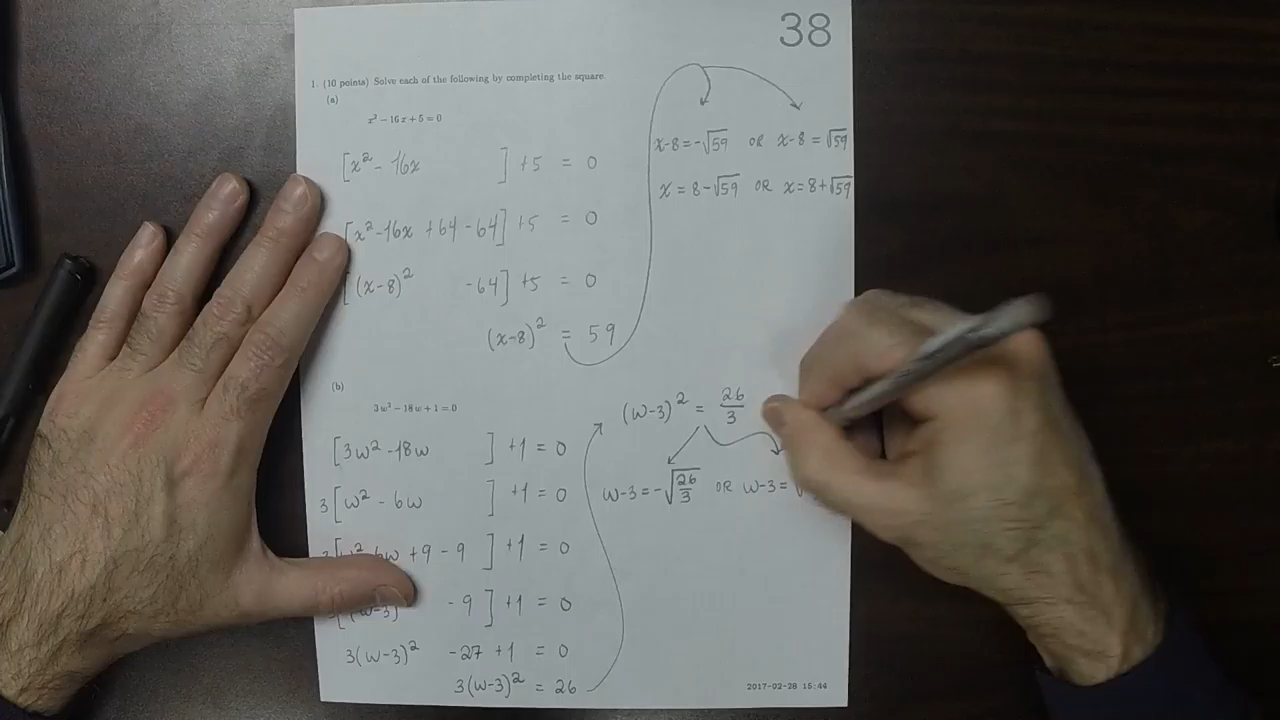 38
1. (10 points) Solve each of the following by completing the square.
(a)
x² − 16x + 5 = 0
[x² − 16x ] + 5 = 0
[x² − 16x + 64 − 64] + 5 = 0
[(x−8)² − 64] + 5 = 0
(x−8)² = 59
x−8 = −√59 OR x−8 = √59
x = 8−√59 OR x = 8+√59
(b)
3w² − 18w + 1 = 0
[3w² − 18w ] + 1 = 0
3[w² − 6w ] + 1 = 0
[w² − 6w + 9 − 9 ] + 1 = 0
[(w−3) − 9 ] + 1 = 0
3(w−3)² − 27 + 1 = 0
3(w−3)² = 26
(w−3)² = 26/3
w−3 = −√26/3 OR w−3 = √
2017-02-28 15:44